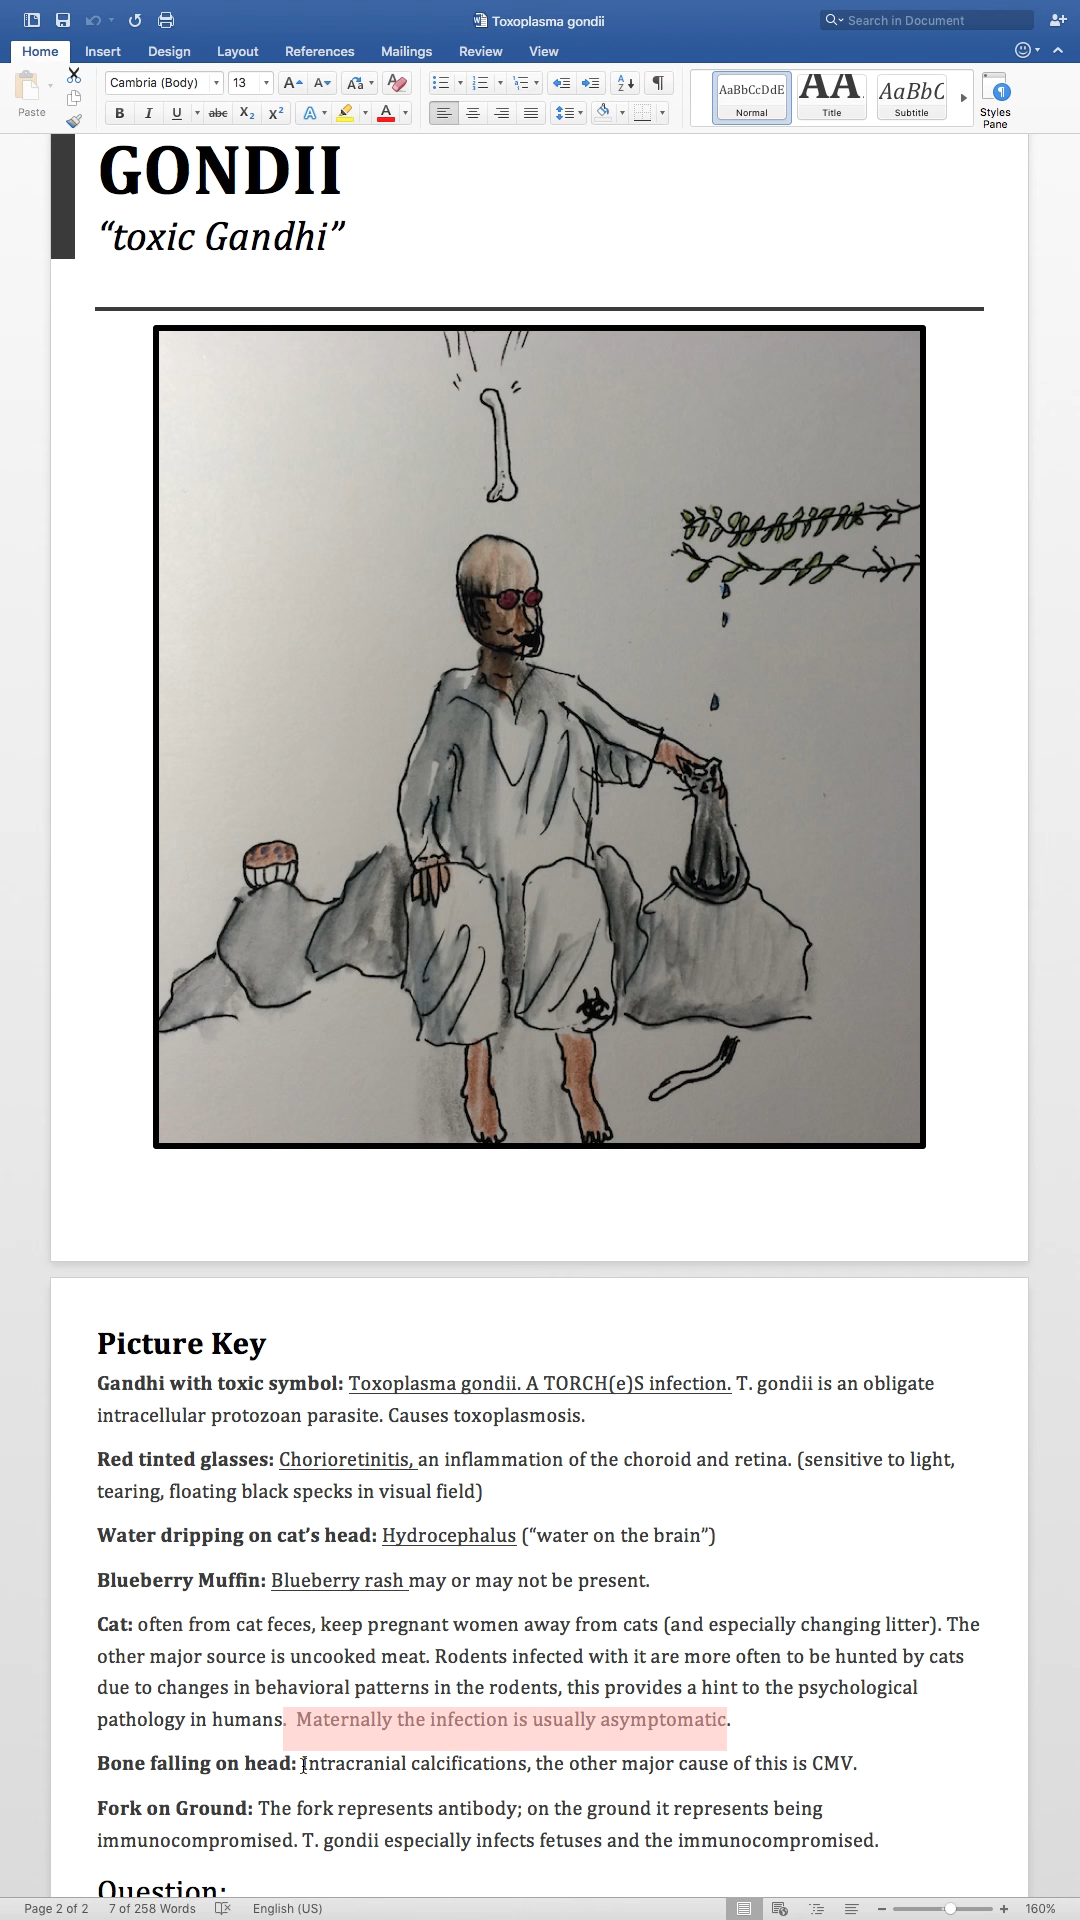 Toxoplasma gondii
Search in Document
Home Insert Design Layout References Mailings Review View
Paste
Cambria (Body) 13
A A Aa A
B I U abc X2 X2 A A
AaBbCcDdE AA AaBbC
Normal Title Subtitle
Styles
Pane
GONDII
“toxic Gandhi”
Picture Key
Gandhi with toxic symbol: Toxoplasma gondii. A TORCH(e)S infection. T. gondii is an obligate
intracellular protozoan parasite. Causes toxoplasmosis.
Red tinted glasses: Chorioretinitis, an inflammation of the choroid and retina. (sensitive to light,
tearing, floating black specks in visual field)
Water dripping on cat’s head: Hydrocephalus (“water on the brain”)
Blueberry Muffin: Blueberry rash may or may not be present.
Cat: often from cat feces, keep pregnant women away from cats (and especially changing litter). The
other major source is uncooked meat. Rodents infected with it are more often to be hunted by cats
due to changes in behavioral patterns in the rodents, this provides a hint to the psychological
pathology in humans. Maternally the infection is usually asymptomatic.
Bone falling on head: Intracranial calcifications, the other major cause of this is CMV.
Fork on Ground: The fork represents antibody; on the ground it represents being
immunocompromised. T. gondii especially infects fetuses and the immunocompromised.
Question:
Page 2 of 2 7 of 258 Words English (US) 160%